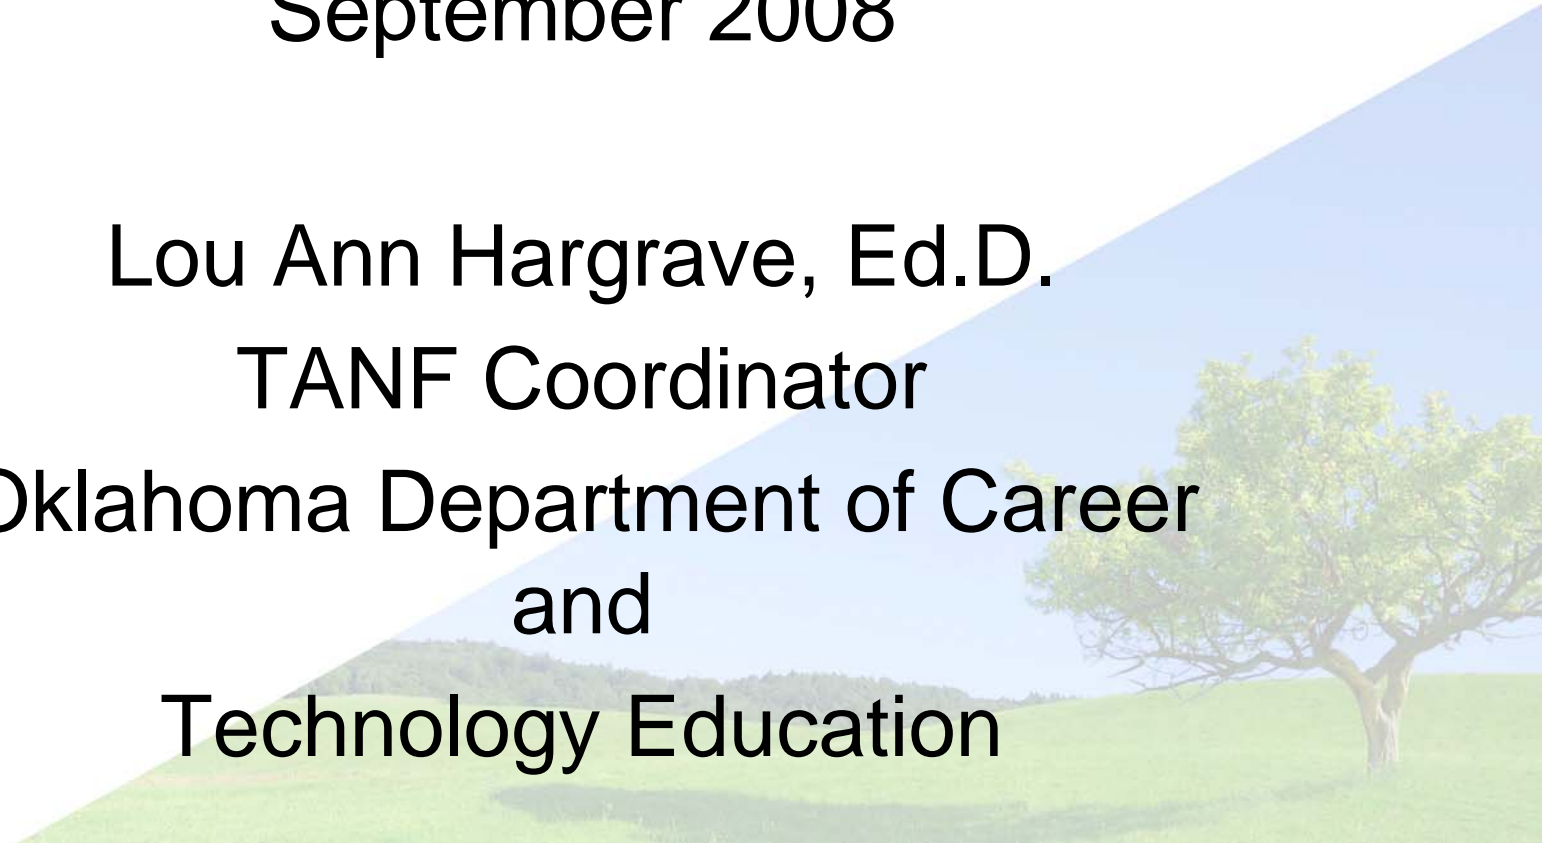 September 2008
Lou Ann Hargrave, Ed.D.
TANF Coordinator
Oklahoma Department of Career
and
Technology Education